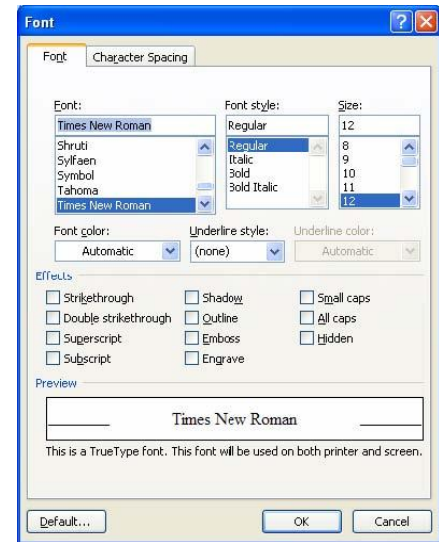 Font
Font Character Spacing
Font: Font style: Size:
Times New Roman Regular 12
Shruti Regular 8
Sylfaen Italic 9
Symbol Bold 10
Tahoma Bold Italic 11
Times New Roman 12
Font color: Underline style: Underline color:
Automatic (none) Automatic
Effects
Strikethrough Shadow Small caps
Double strikethrough Outline All caps
Superscript Emboss Hidden
Subscript Engrave
Preview
Times New Roman
This is a TrueType font. This font will be used on both printer and screen.
Default... OK Cancel